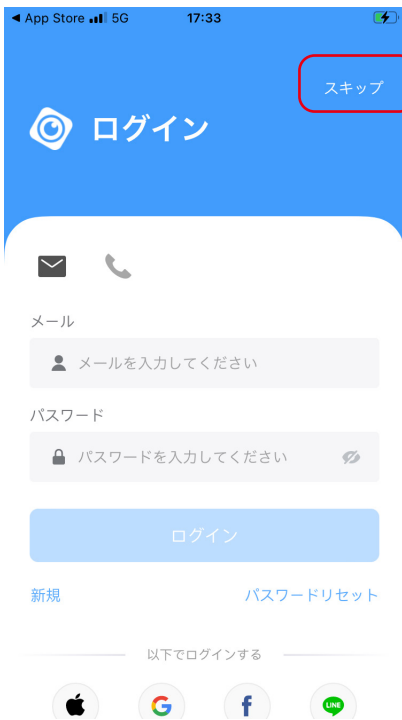 ◀ App Store 5G 17:33
スキップ
ログイン
メール
メールを入力してください
パスワード
パスワードを入力してください
ログイン
新規 パスワードリセット
以下でログインする
G f LINE